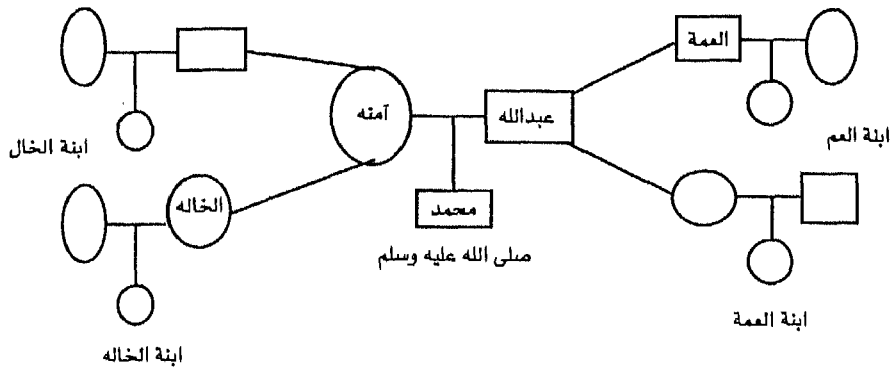 العمة
آمنه
عبدالله
ابنة العم
ابنة الخال
الخاله
محمد
صلى الله عليه وسلم
ابنة العمة
ابنة الخاله